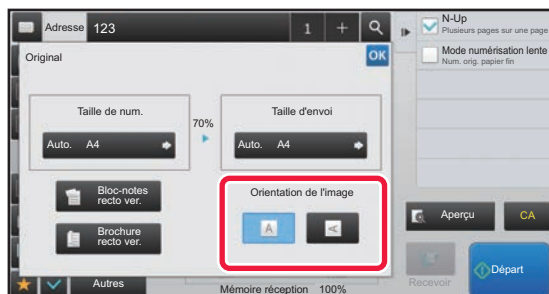 Adresse 123 1 +
Original OK
Taille de num.
Auto. A4
70%
Taille d'envoi
Auto. A4
Bloc-notes
recto ver.
Brochure
recto ver.
Orientation de l'image
A A
Autres
Mémoire réception 100%
N-Up
Plusieurs pages sur une page
Mode numérisation lente
Num. orig. papier fin
Aperçu
CA
Recevoir
Départ